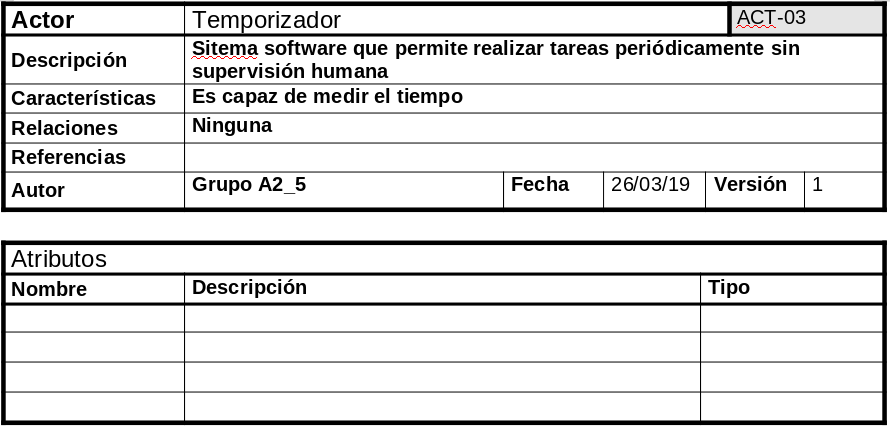 Actor Temporizador ACT-03
Descripción Sitema software que permite realizar tareas periódicamente sin
supervisión humana
Características Es capaz de medir el tiempo
Relaciones Ninguna
Referencias
Autor Grupo A2_5 Fecha 26/03/19 Versión 1
Atributos
Nombre Descripción Tipo